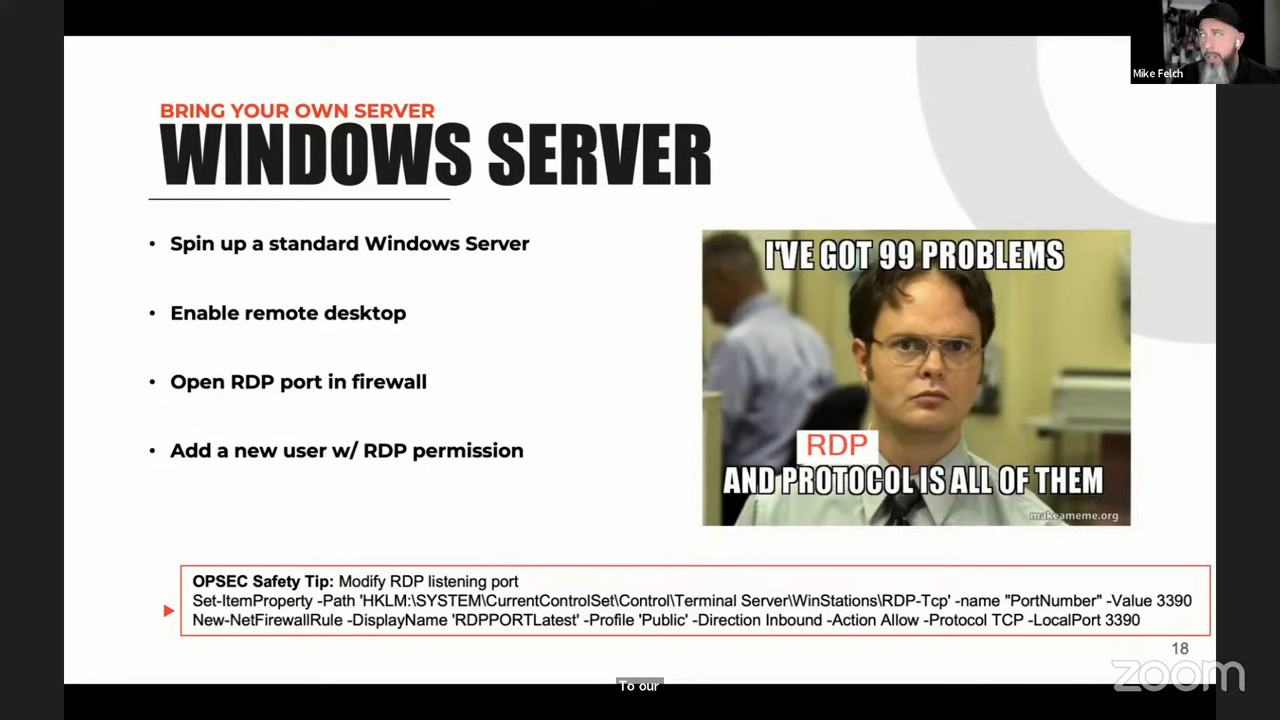 Mike Felch
BRING YOUR OWN SERVER
WINDOWS SERVER
• Spin up a standard Windows Server
• Enable remote desktop
• Open RDP port in firewall
• Add a new user w/ RDP permission
I'VE GOT 99 PROBLEMS
RDP
AND PROTOCOL IS ALL OF THEM
makeameme.org
OPSEC Safety Tip: Modify RDP listening port
Set-ItemProperty -Path 'HKLM:\SYSTEM\CurrentControlSet\Control\Terminal Server\WinStations\RDP-Tcp' -name "PortNumber" -Value 3390
New-NetFirewallRule -DisplayName 'RDPPORTLatest' -Profile 'Public' -Direction Inbound -Action Allow -Protocol TCP -LocalPort 3390
18
zoom
To our